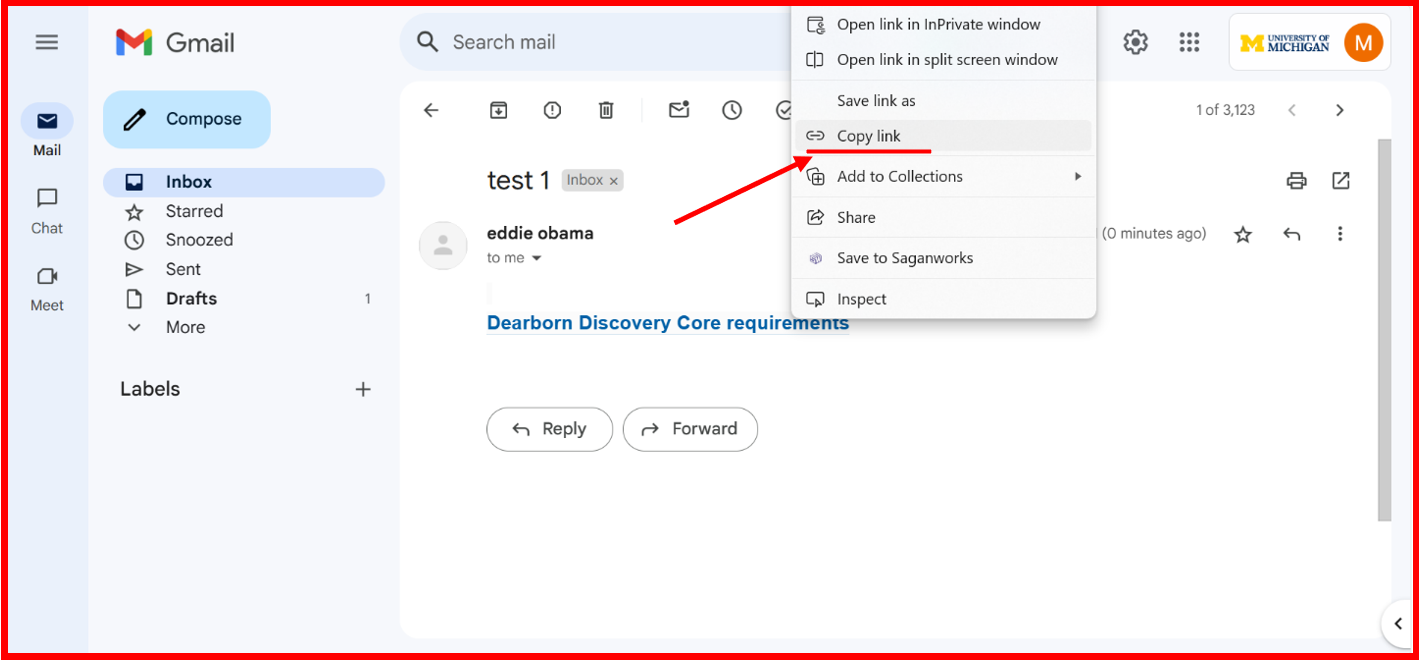 Gmail
Search mail
Open link in InPrivate window
Open link in split screen window
Save link as
Copy link
Add to Collections
Share
Save to Saganworks
Inspect
UNIVERSITY OF
MICHIGAN
M
Mail
Chat
Meet
Compose
Inbox
Starred
Snoozed
Sent
Drafts 1
More
Labels
1 of 3,123
test 1 Inbox ×
eddie obama
(0 minutes ago)
to me
Dearborn Discovery Core requirements
Reply
Forward